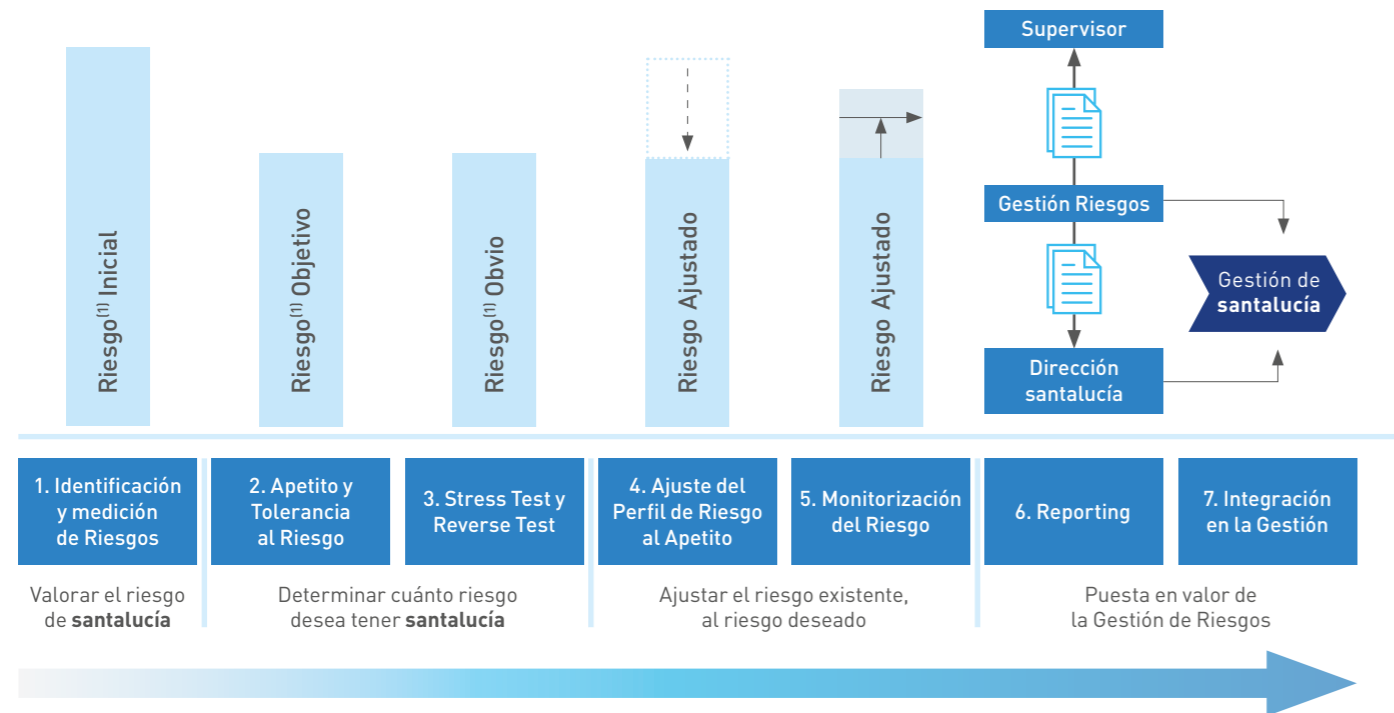 Riesgo(1) Inicial
Riesgo(1) Objetivo
Riesgo(1) Obvio
Riesgo Ajustado
Riesgo Ajustado
Supervisor
Gestión Riesgos
Gestión de
santalucía
Dirección
santalucía
1. Identificación
y medición
de Riesgos
2. Apetito y
Tolerancia
al Riesgo
3. Stress Test y
Reverse Test
4. Ajuste del
Perfil de Riesgo
al Apetito
5. Monitorización
del Riesgo
6. Reporting
7. Integración
en la Gestión
Valorar el riesgo
de santalucía
Determinar cuánto riesgo
desea tener santalucía
Ajustar el riesgo existente,
al riesgo deseado
Puesta en valor de
la Gestión de Riesgos